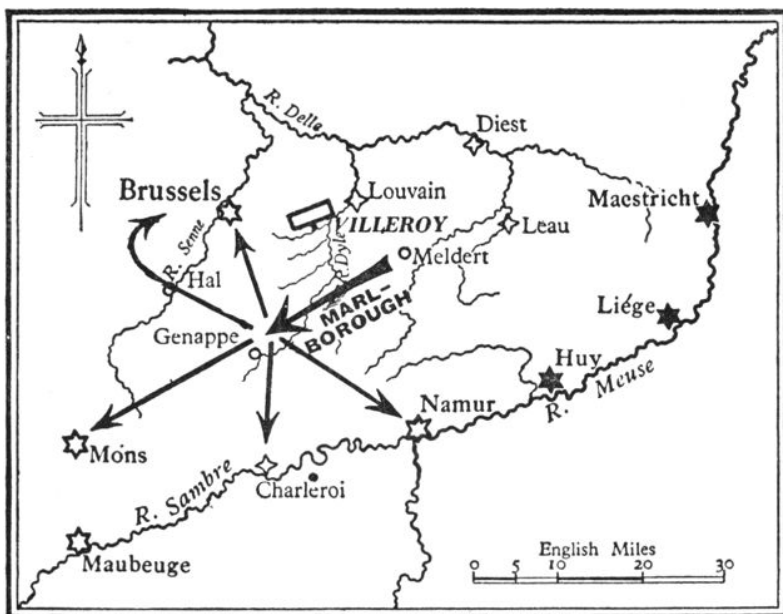 R. Delle
Diest
Brussels
Louvain
Maestricht
ILLEROY
Leau
R. Senne
R. Dyle
Meldert
Hal
MARL-
BOROUGH
Liége
Genappe
Huy
R. Meuse
Namur
Mons
R. Sambre
Charleroi
English Miles
Maubeuge
0 5 10 20 30